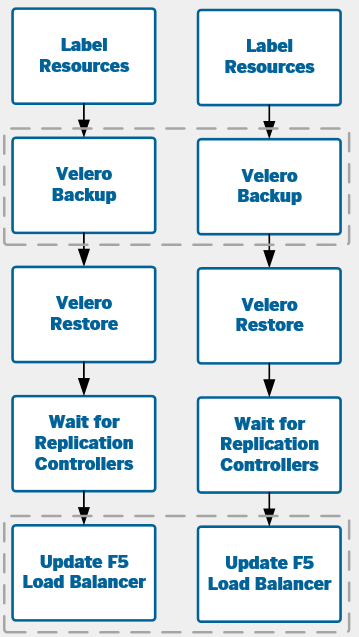 Label
Resources
Velero
Backup
Velero
Restore
Wait for
Replication
Controllers
Update F5
Load Balancer
Label
Resources
Velero
Backup
Velero
Restore
Wait for
Replication
Controllers
Update F5
Load Balancer